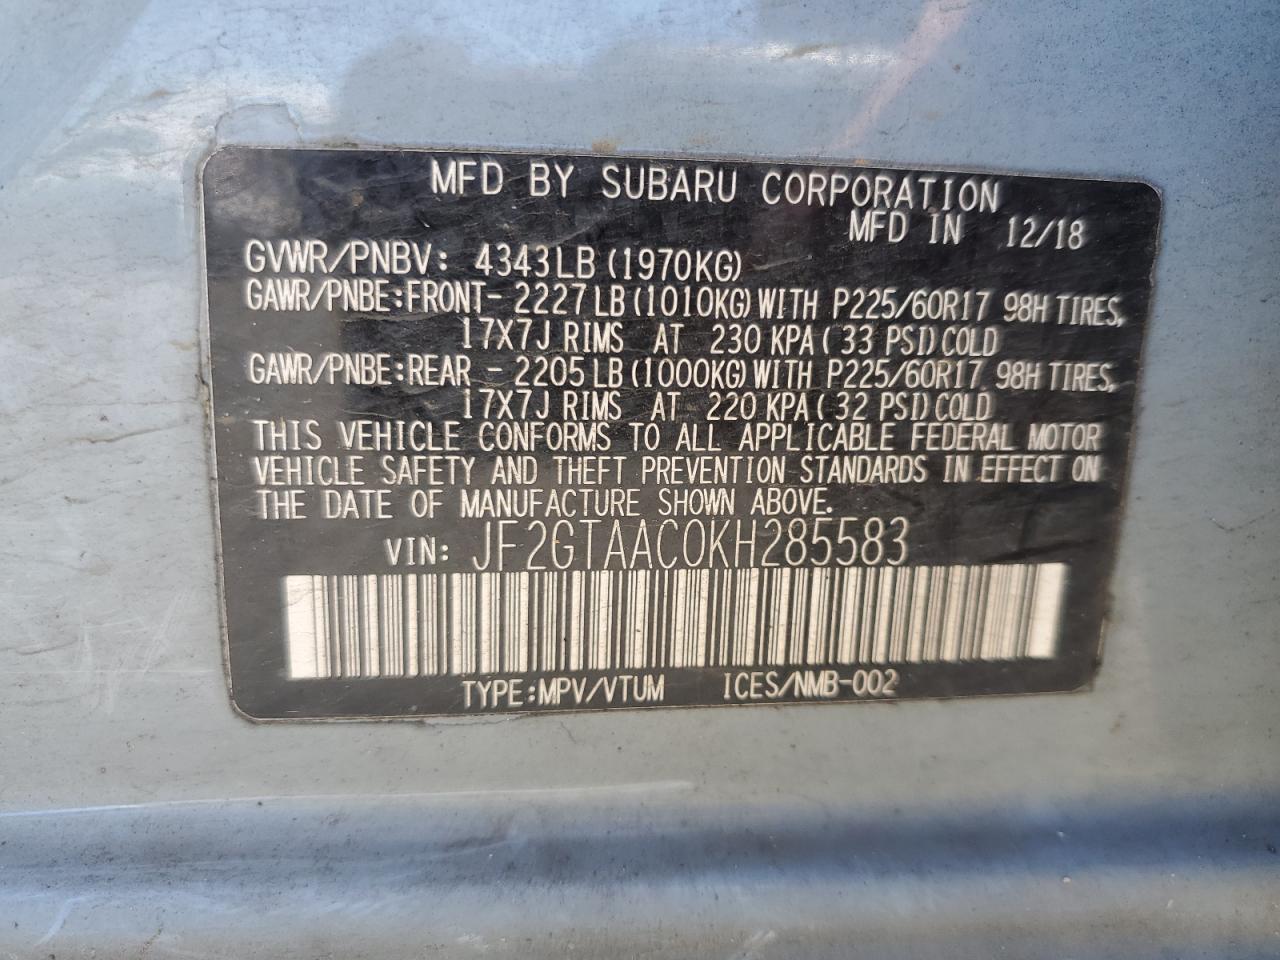 MFD BY SUBARU CORPORATION
MFD IN 12/18
GVWR/PNBV: 4343LB (1970KG)
GAWR/PNBE:FRONT- 2227 LB (1010KG) WITH P225/60R17 98H TIRES,
17X7J RIMS AT 230 KPA ( 33 PSI) COLD
GAWR/PNBE:REAR - 2205 LB (1000KG) WITH P225/60R17 98H TIRES,
17X7J RIMS AT 220 KPA ( 32 PSI) COLD
THIS VEHICLE CONFORMS TO ALL APPLICABLE FEDERAL MOTOR
VEHICLE SAFETY AND THEFT PREVENTION STANDARDS IN EFFECT ON
THE DATE OF MANUFACTURE SHOWN ABOVE.
VIN: JF2GTAAC0KH285583
TYPE:MPV/VTUM ICES/NMB-002